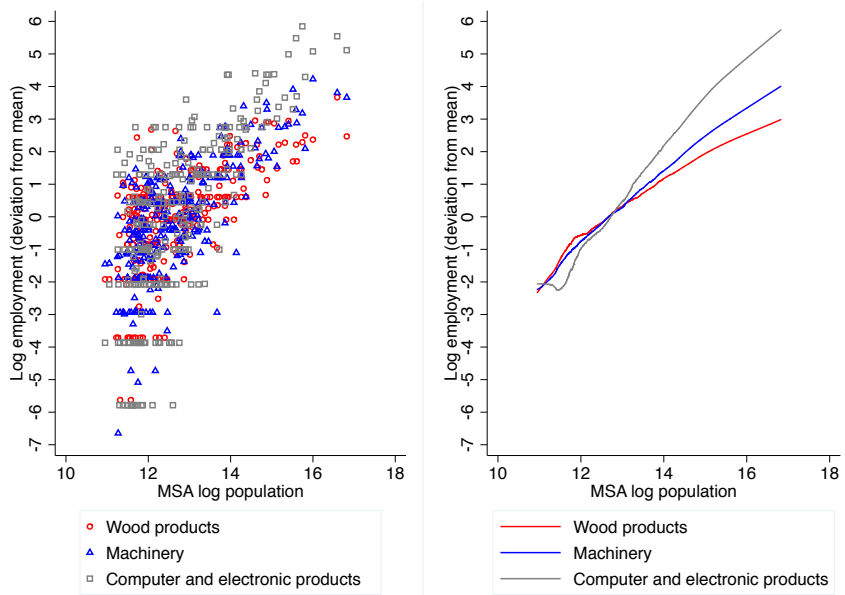 Log employment (deviation from mean)
6
5
4
3
2
1
0
-1
-2
-3
-4
-5
-6
-7
10 12 14 16 18
MSA log population
Wood products
Machinery
Computer and electronic products
Log employment (deviation from mean)
6
5
4
3
2
1
0
-1
-2
-3
-4
-5
-6
-7
10 12 14 16 18
MSA log population
Wood products
Machinery
Computer and electronic products